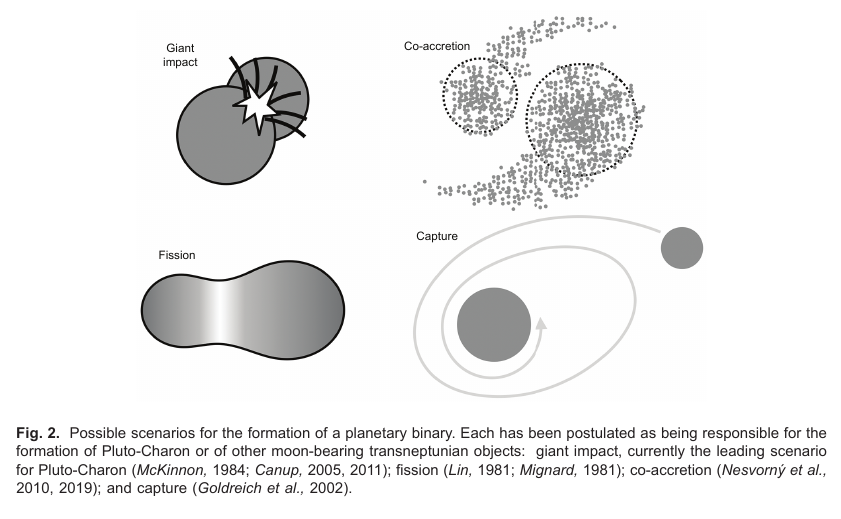 Giant
impact
Co-accretion
Fission
Capture
Fig. 2. Possible scenarios for the formation of a planetary binary. Each has been postulated as being responsible for the
formation of Pluto-Charon or of other moon-bearing transneptunian objects: giant impact, currently the leading scenario
for Pluto-Charon (McKinnon, 1984; Canup, 2005, 2011); fission (Lin, 1981; Mignard, 1981); co-accretion (Nesvorný et al.,
2010, 2019); and capture (Goldreich et al., 2002).